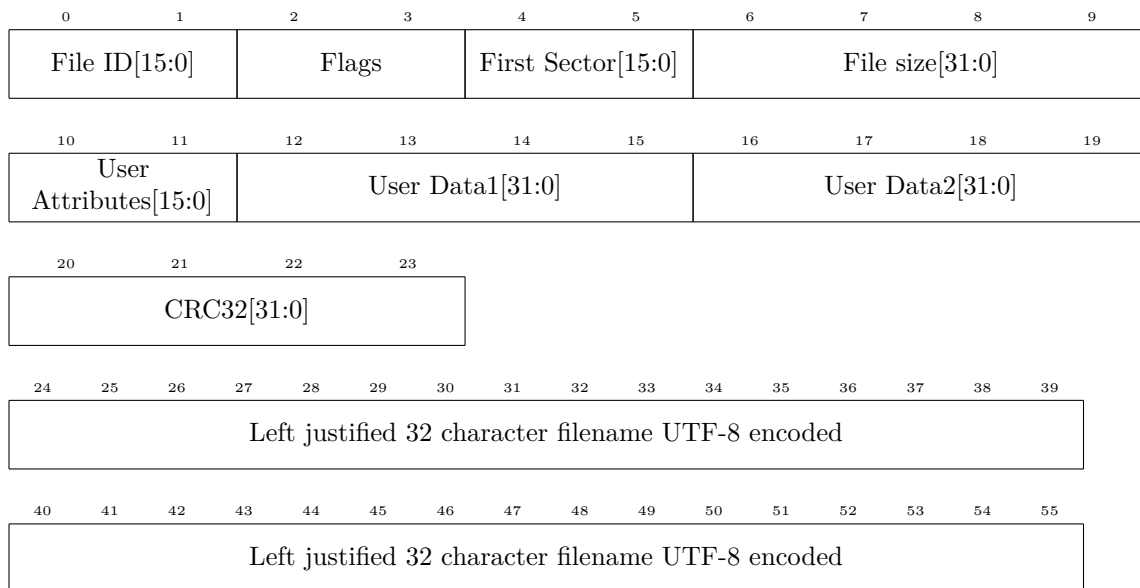 0 1 2 3 4 5 6 7 8 9
File ID[15:0] Flags First Sector[15:0] File size[31:0]
10 11 12 13 14 15 16 17 18 19
User
Attributes[15:0] User Data1[31:0] User Data2[31:0]
20 21 22 23
CRC32[31:0]
24 25 26 27 28 29 30 31 32 33 34 35 36 37 38 39
Left justified 32 character filename UTF-8 encoded
40 41 42 43 44 45 46 47 48 49 50 51 52 53 54 55
Left justified 32 character filename UTF-8 encoded